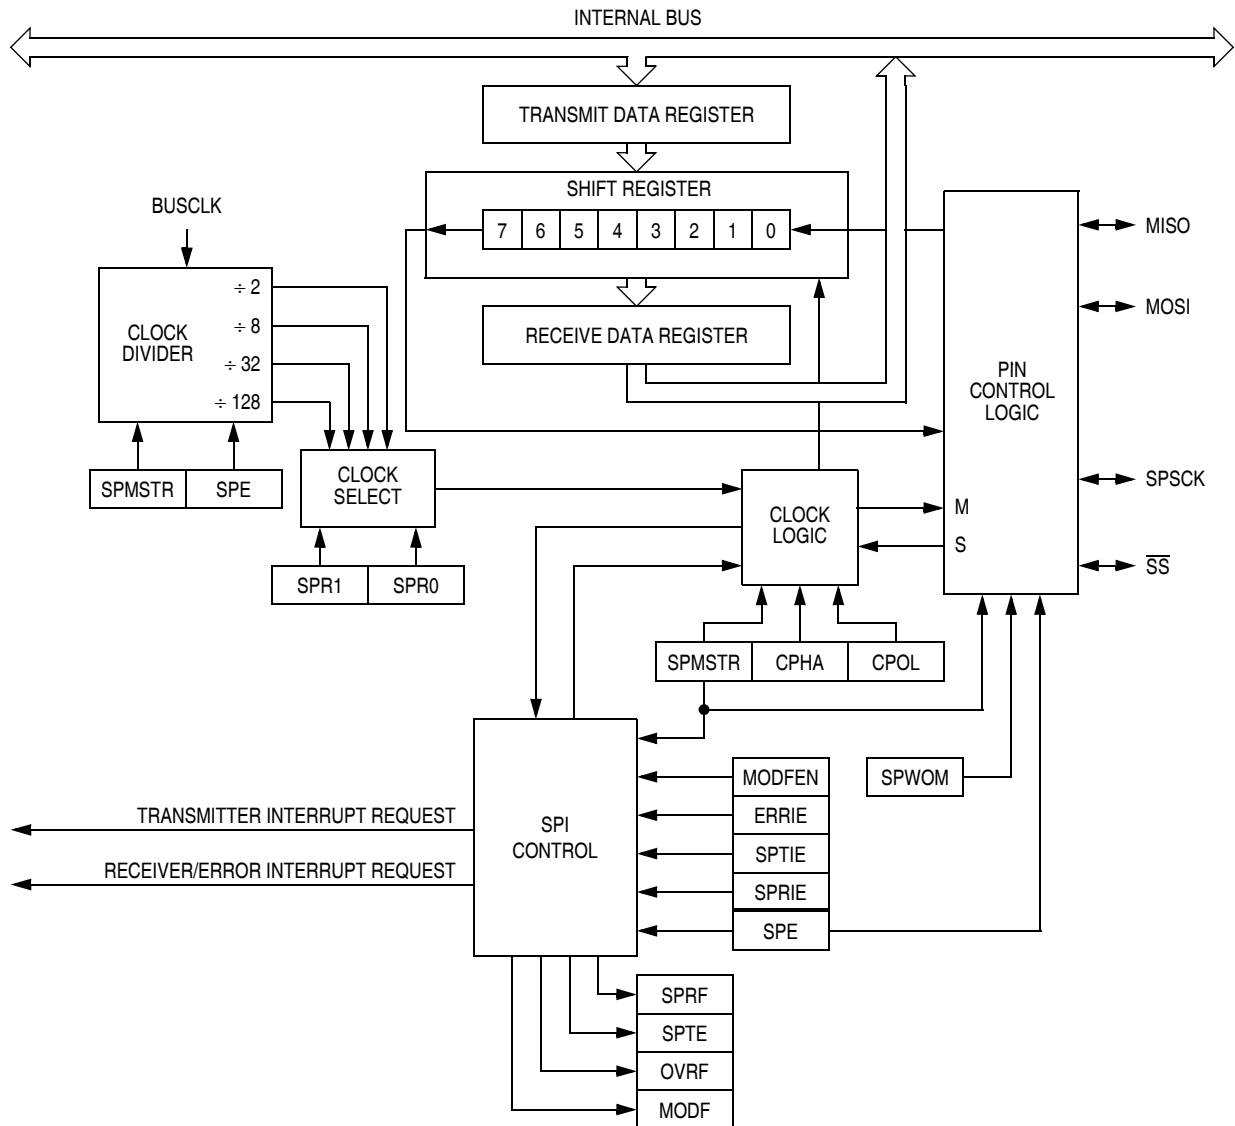 INTERNAL BUS
TRANSMIT DATA REGISTER
SHIFT REGISTER
7 6 5 4 3 2 1 0
BUSCLK
÷ 2
÷ 8
÷ 32
÷ 128
CLOCK
DIVIDER
RECEIVE DATA REGISTER
MISO
MOSI
PIN
CONTROL
LOGIC
SPMSTR SPE
CLOCK
SELECT
SPSCK
M
S
CLOCK
LOGIC
SS
SPR1 SPR0
SPMSTR CPHA CPOL
MODFEN
SPWOM
ERRIE
SPTIE
SPRIE
SPE
TRANSMITTER INTERRUPT REQUEST
SPI
CONTROL
RECEIVER/ERROR INTERRUPT REQUEST
SPRF
SPTE
OVRF
MODF